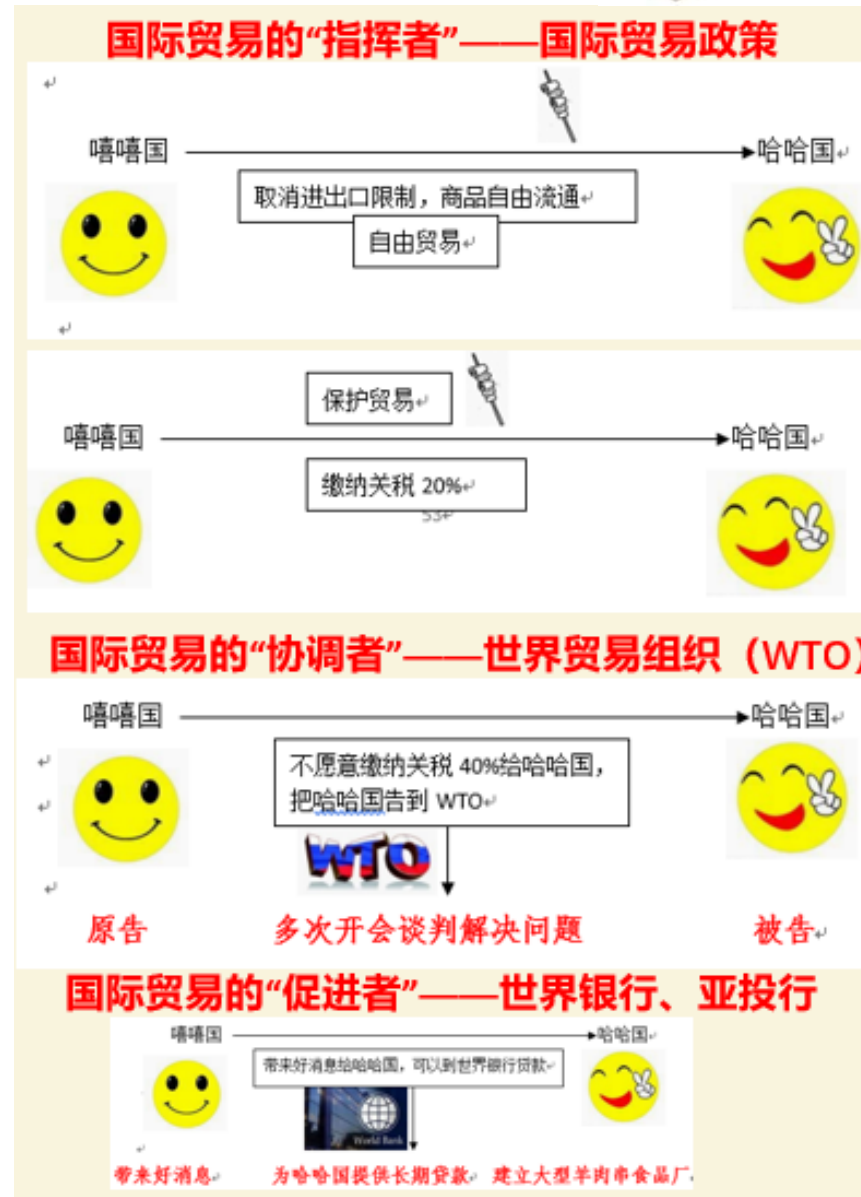 国际贸易的“指挥者”——国际贸易政策
嘻嘻国
哈哈国
取消进出口限制，商品自由流通
自由贸易
保护贸易
嘻嘻国
哈哈国
缴纳关税 20%
53
国际贸易的“协调者”——世界贸易组织（WTO）
嘻嘻国
哈哈国
不愿意缴纳关税 40%给哈哈国，
把哈哈国告到 WTO
WTO
原告
多次开会谈判解决问题
被告
国际贸易的“促进者”——世界银行、亚投行
嘻嘻国
哈哈国
带来好消息给哈哈国，可以到世界银行贷款
World Bank
带来好消息
为哈哈国提供长期贷款
建立大型羊肉串食品厂